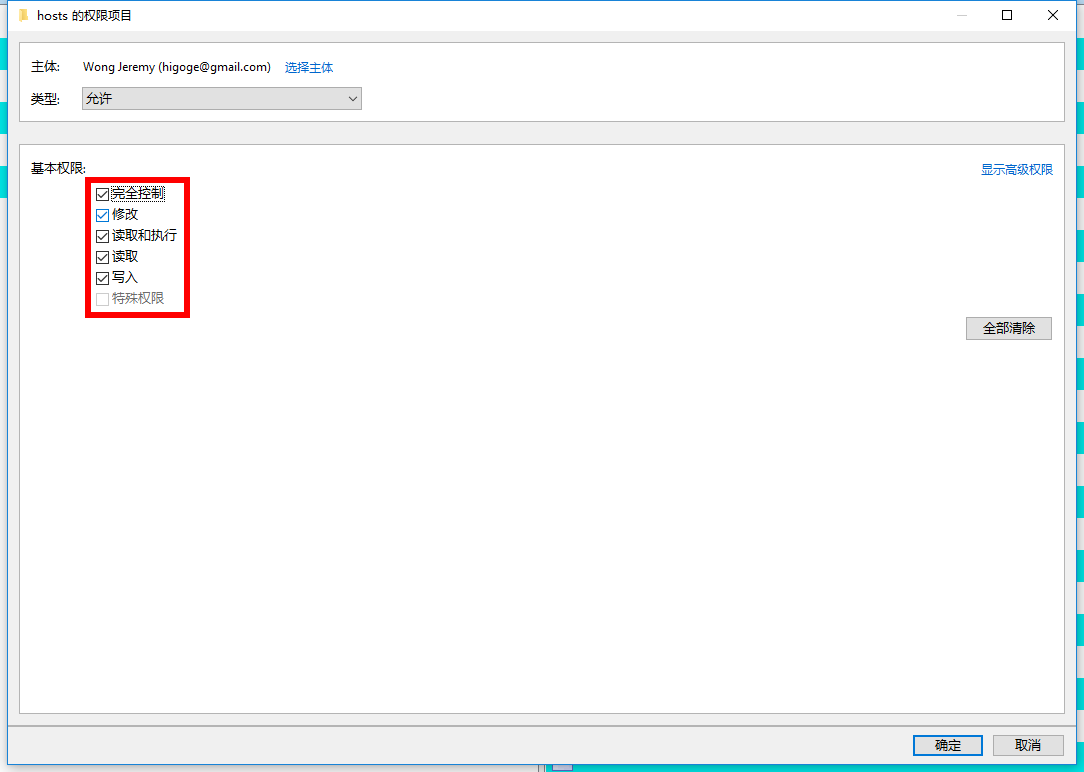 hosts 的权限项目
主体: Wong Jeremy (higoge@gmail.com) 选择主体
类型: 允许
基本权限: 显示高级权限
完全控制
修改
读取和执行
读取
写入
特殊权限
全部清除
确定 取消